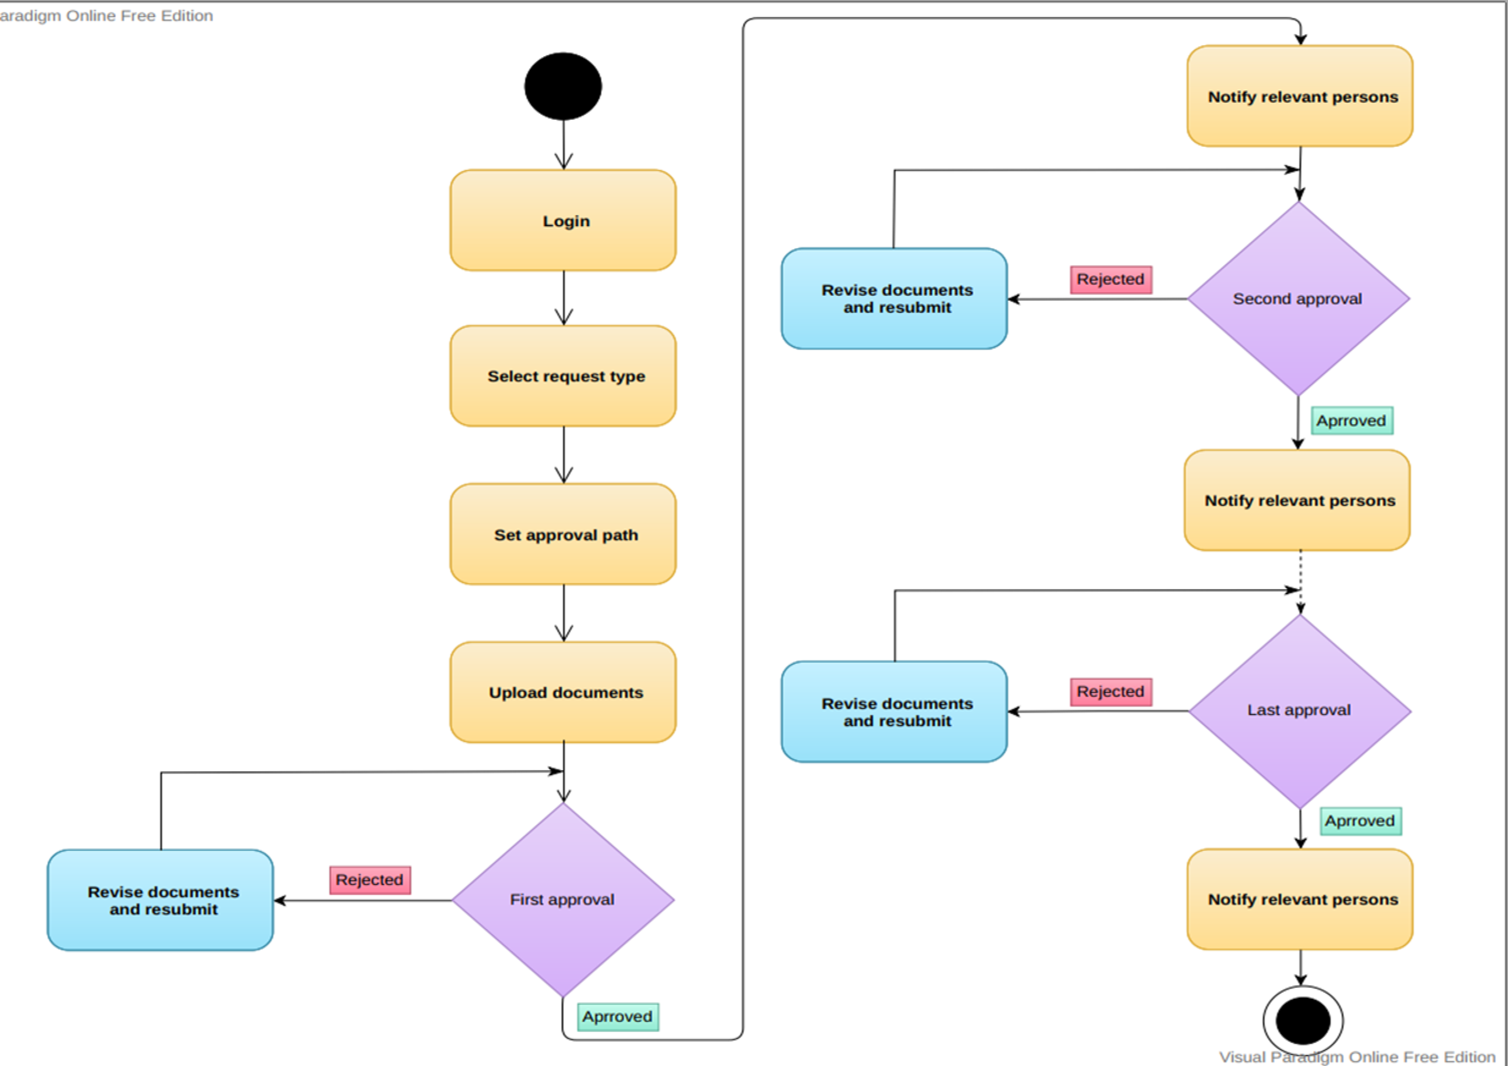 aradigm Online Free Edition
Login
Select request type
Set approval path
Upload documents
First approval
Rejected
Revise documents
and resubmit
Aprroved
Notify relevant persons
Second approval
Rejected
Revise documents
and resubmit
Aprroved
Notify relevant persons
Last approval
Rejected
Revise documents
and resubmit
Aprroved
Notify relevant persons
Visual Paradigm Online Free Edition